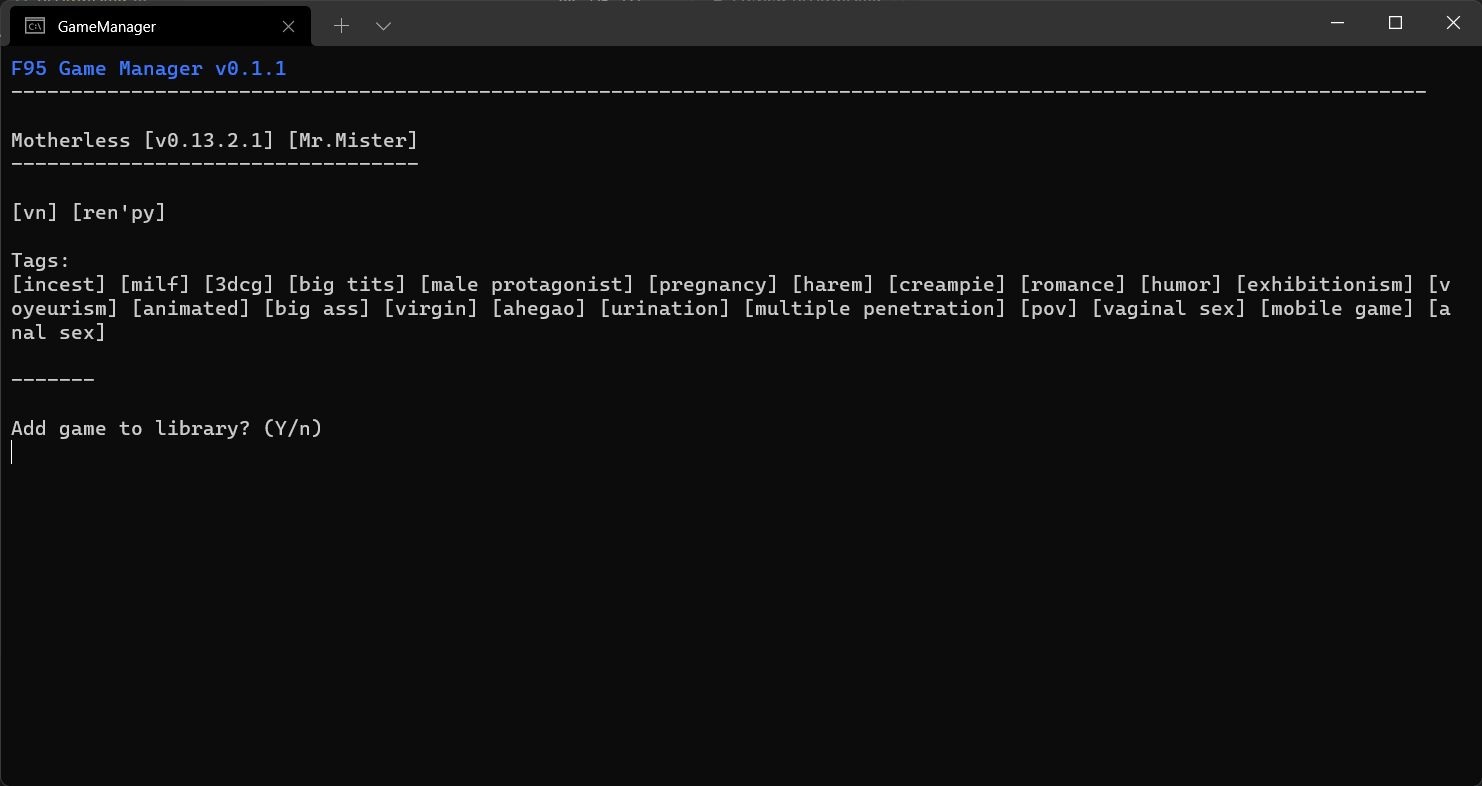 GameManager
F95 Game Manager v0.1.1
----------------------------------------------------------------------------------------------------------------------
Motherless [v0.13.2.1] [Mr.Mister]
----------------------------------
[vn] [ren'py]
Tags:
[incest] [milf] [3dcg] [big tits] [male protagonist] [pregnancy] [harem] [creampie] [romance] [humor] [exhibitionism] [v
oyeurism] [animated] [big ass] [virgin] [ahegao] [urination] [multiple penetration] [pov] [vaginal sex] [mobile game] [a
nal sex]
-------
Add game to library? (Y/n)